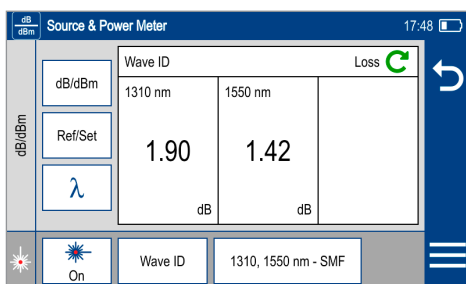 dB
dBm
Source & Power Meter
17:48
dB/dBm
dB/dBm
Ref/Set
λ
Wave ID
Loss
1310 nm
1550 nm
1.90
1.42
dB
dB
On
Wave ID
1310, 1550 nm - SMF